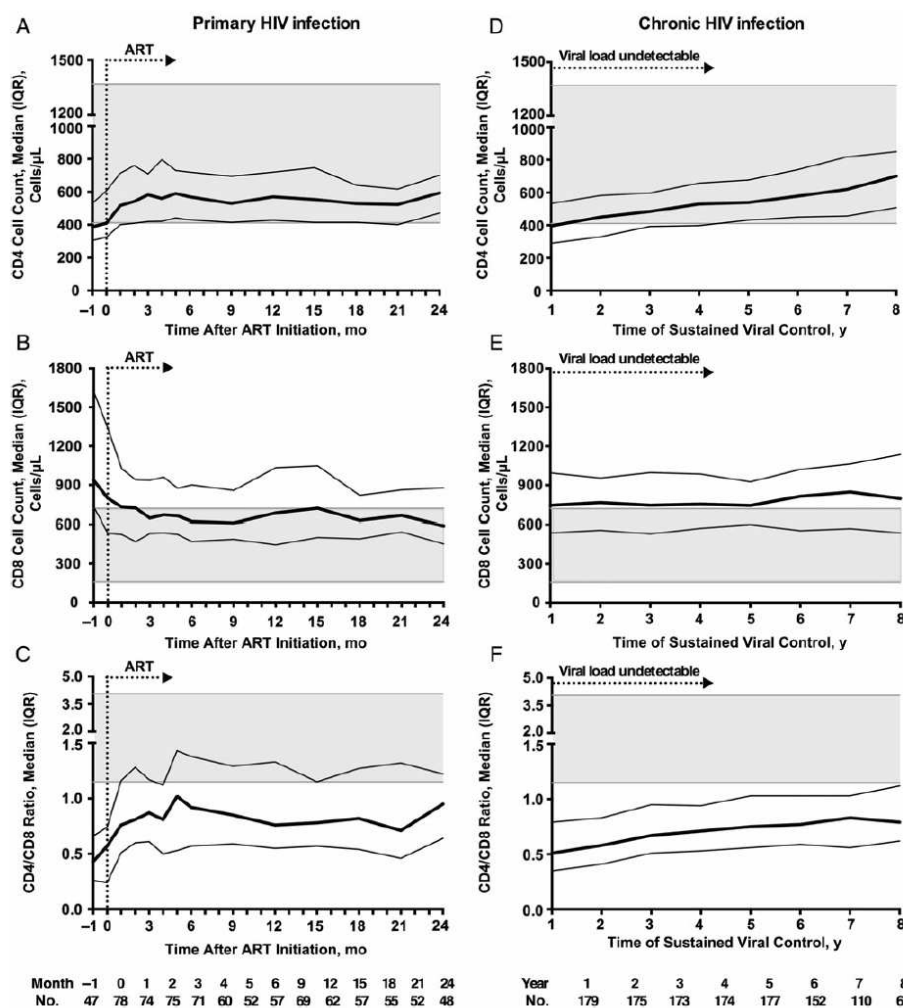 Primary HIV infection
Chronic HIV infection
A
ART
CD4 Cell Count, Median (IQR),
Cells/µL
1500
1200
1000
800
600
400
200
0
−1 0 3 6 9 12 15 18 21 24
Time After ART Initiation, mo
D
Viral load undetectable
CD4 Cell Count, Median (IQR),
Cells/µL
1500
1200
1000
800
600
400
200
0
1 2 3 4 5 6 7 8
Time of Sustained Viral Control, y
B
ART
CD8 Cell Count, Median (IQR),
Cells/µL
1800
1500
1200
900
600
300
0
−1 0 3 6 9 12 15 18 21 24
Time After ART Initiation, mo
E
Viral load undetectable
CD8 Cell Count, Median (IQR),
Cells/µL
1800
1500
1200
900
600
300
0
1 2 3 4 5 6 7 8
Time of Sustained Viral Control, y
C
ART
CD4/CD8 Ratio, Median (IQR)
5.0
3.5
2.0
1.5
1.0
0.5
0.0
−1 0 3 6 9 12 15 18 21 24
Time After ART Initiation, mo
F
Viral load undetectable
CD4/CD8 Ratio, Median (IQR)
5.0
3.5
2.0
1.5
1.0
0.5
0.0
1 2 3 4 5 6 7 8
Time of Sustained Viral Control, y
Month −1 0 1 2 3 4 5 6 9 12 15 18 21 24
No. 47 78 74 75 71 60 52 57 69 62 57 55 52 48
Year 1 2 3 4 5 6 7 8
No. 179 175 173 174 177 152 110 6